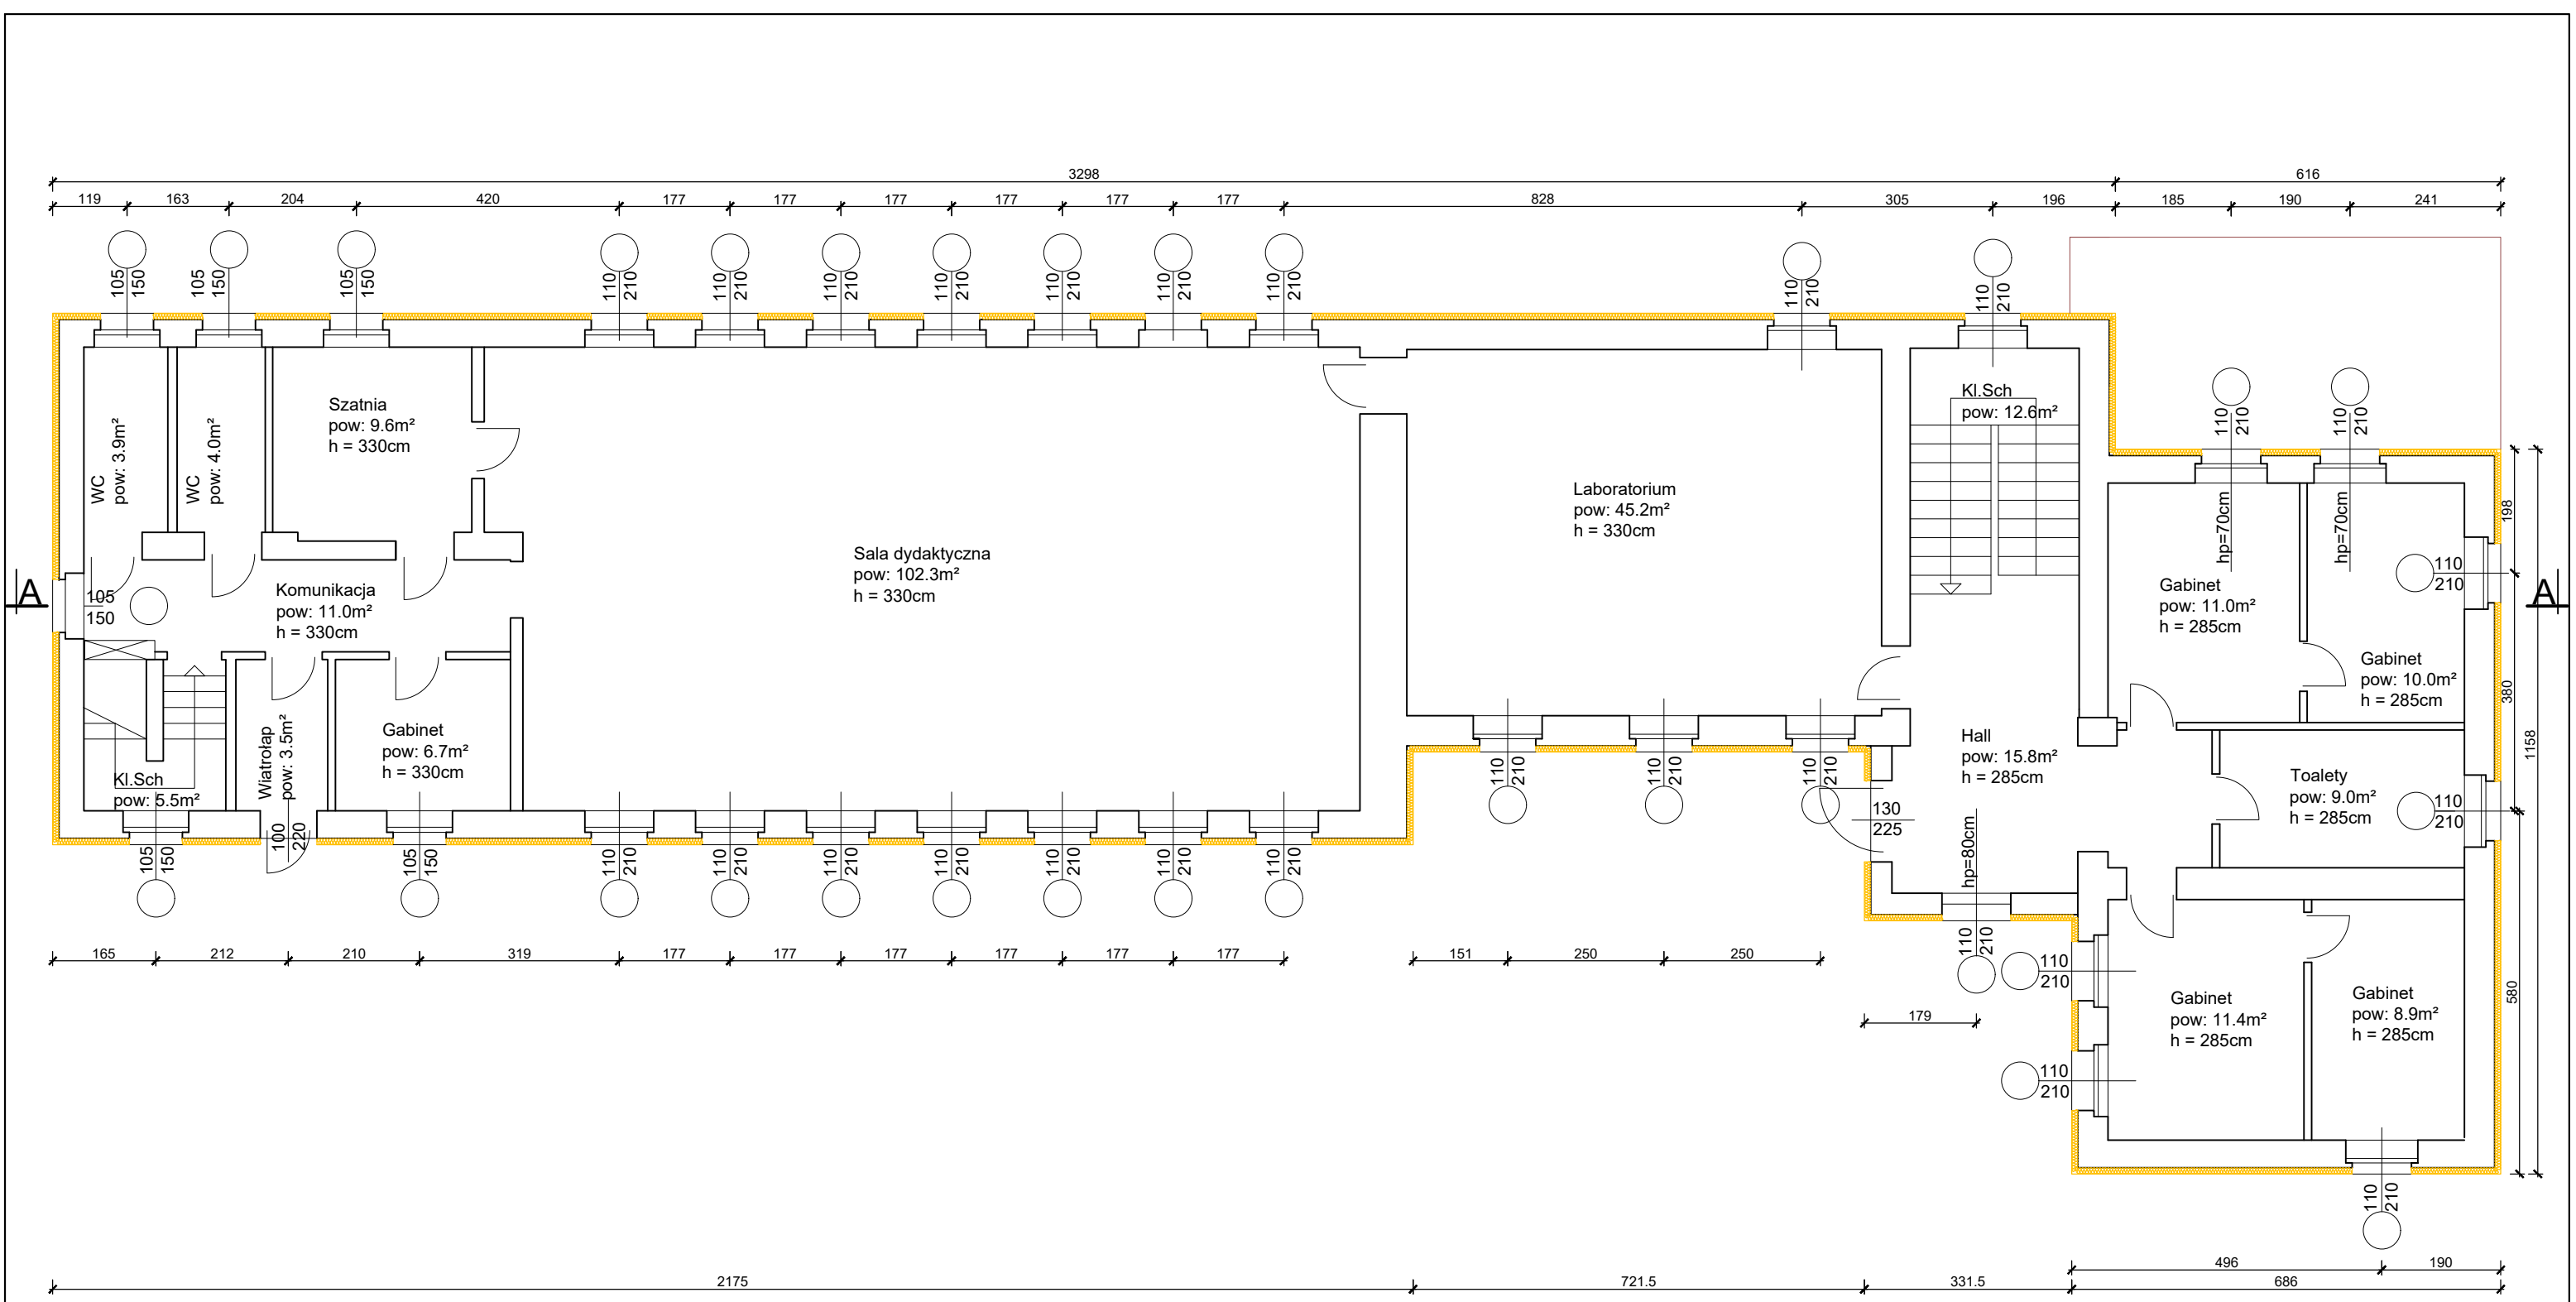 3298
616
119
163
204
420
177
177
177
177
177
177
828
305
196
185
190
241
105
150
105
150
105
150
110
210
110
210
110
210
110
210
110
210
110
210
110
210
110
210
110
210
110
210
110
210
WC
pow: 3.9m²
WC
pow: 4.0m²
Szatnia
pow: 9.6m²
h = 330cm
Kl.Sch
pow: 12.6m²
Laboratorium
pow: 45.2m²
h = 330cm
Sala dydaktyczna
pow: 102.3m²
h = 330cm
hp=70cm
hp=70cm
198
A
105
150
Komunikacja
pow: 11.0m²
h = 330cm
Gabinet
pow: 11.0m²
h = 285cm
110
210
A
Gabinet
pow: 10.0m²
h = 285cm
380
1158
Kl.Sch
pow: 5.5m²
Wiatrołap
pow: 3.5m²
Gabinet
pow: 6.7m²
h = 330cm
Hall
pow: 15.8m²
h = 285cm
Toalety
pow: 9.0m²
h = 285cm
110
210
130
225
100
220
105
150
105
150
110
210
110
210
110
210
110
210
110
210
110
210
110
210
110
210
110
210
110
210
hp=80cm
110
210
165
212
210
319
177
177
177
177
177
177
151
250
250
179
110
210
110
210
Gabinet
pow: 11.4m²
h = 285cm
Gabinet
pow: 8.9m²
h = 285cm
580
110
210
496
190
2175
721.5
331.5
686